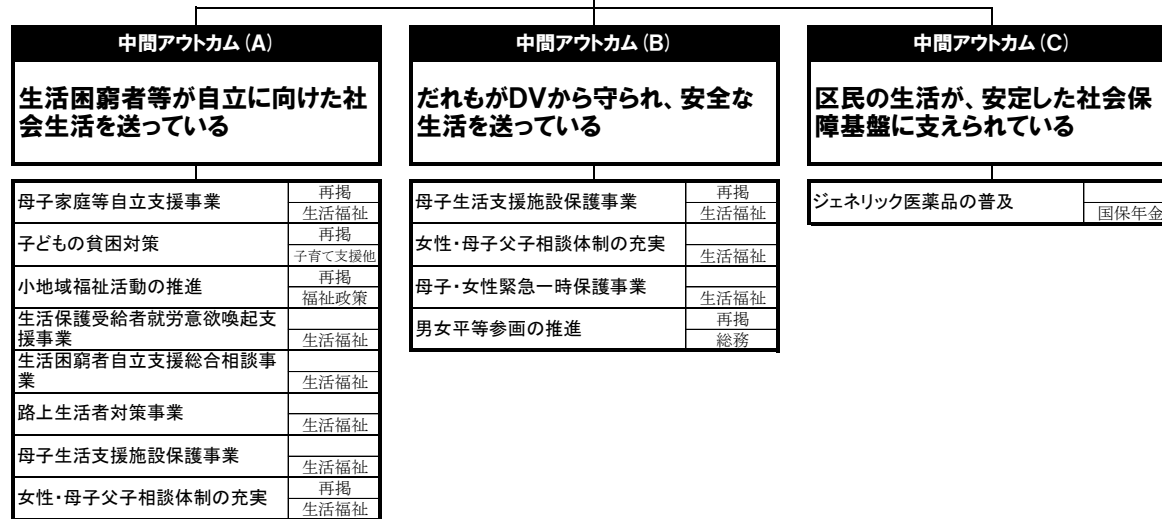 中間アウトカム(A)
生活困窮者等が自立に向けた社
会生活を送っている
母子家庭等自立支援事業
再掲
生活福祉
子どもの貧困対策
再掲
子育て支援他
小地域福祉活動の推進
再掲
福祉政策
生活保護受給者就労意欲喚起支
援事業
生活福祉
生活困窮者自立支援総合相談事
業
生活福祉
路上生活者対策事業
生活福祉
母子生活支援施設保護事業
生活福祉
女性・母子父子相談体制の充実
再掲
生活福祉
中間アウトカム(B)
だれもがDVから守られ、安全な
生活を送っている
母子生活支援施設保護事業
再掲
生活福祉
女性・母子父子相談体制の充実
生活福祉
母子・女性緊急一時保護事業
生活福祉
男女平等参画の推進
再掲
総務
中間アウトカム(C)
区民の生活が、安定した社会保
障基盤に支えられている
ジェネリック医薬品の普及
国保年金